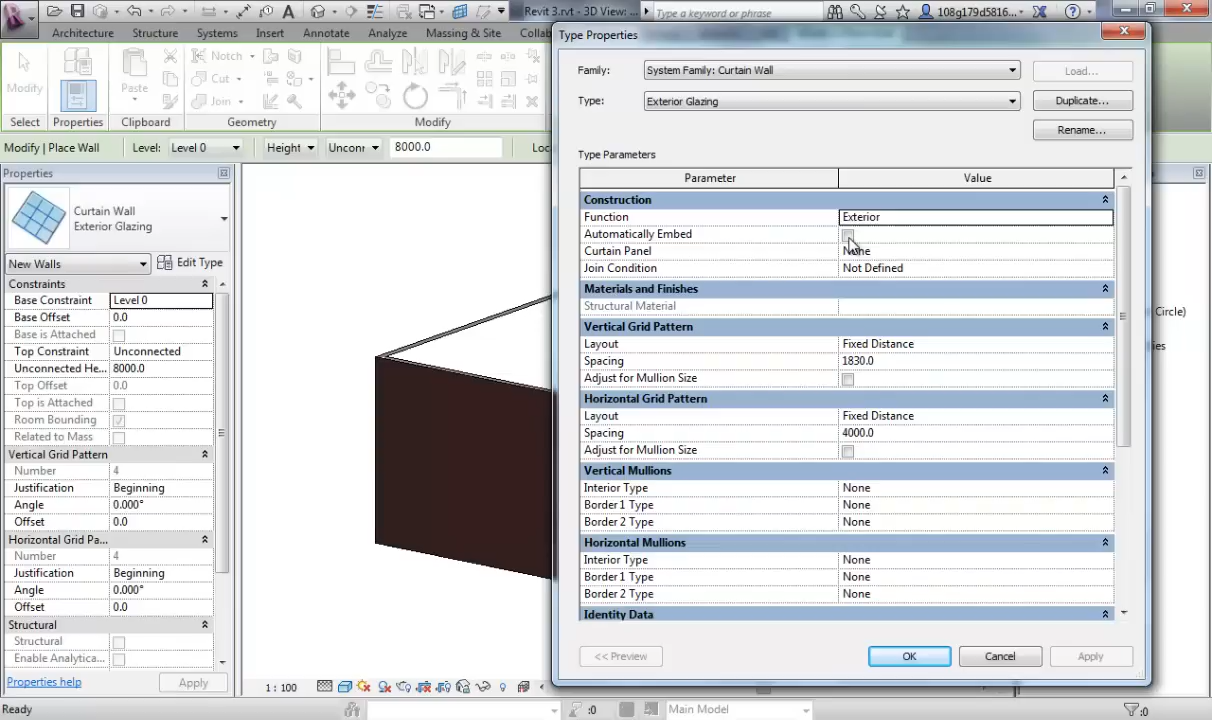 Revit 3.rvt - 3D View: ...
Type a keyword or phrase
108g179d5816...
Architecture
Structure
Systems
Insert
Annotate
Analyze
Massing & Site
Collab
Modify
Select
Properties
Paste
Clipboard
Notch
Cut
Join
Geometry
Modify
Modify | Place Wall
Level:
Level 0
Height
Unconr
8000.0
Loc
Properties
Curtain Wall
Exterior Glazing
New Walls
Edit Type
Constraints
Base Constraint
Level 0
Base Offset
0.0
Base is Attached
Top Constraint
Unconnected
Unconnected He...
8000.0
Top Offset
0.0
Top is Attached
Room Bounding
Related to Mass
Vertical Grid Pattern
Number
4
Justification
Beginning
Angle
0.000°
Offset
0.0
Horizontal Grid Pa...
Number
4
Justification
Beginning
Angle
0.000°
Offset
0.0
Structural
Structural
Enable Analytica...
Properties help
Apply
1 : 100
Ready
:0
Main Model
:0
Type Properties
Family:
System Family: Curtain Wall
Load...
Type:
Exterior Glazing
Duplicate...
Rename...
Type Parameters
Parameter
Value
Construction
Function
Exterior
Automatically Embed
Curtain Panel
None
Join Condition
Not Defined
Materials and Finishes
Structural Material
Vertical Grid Pattern
Layout
Fixed Distance
Spacing
1830.0
Adjust for Mullion Size
Horizontal Grid Pattern
Layout
Fixed Distance
Spacing
4000.0
Adjust for Mullion Size
Vertical Mullions
Interior Type
None
Border 1 Type
None
Border 2 Type
None
Horizontal Mullions
Interior Type
None
Border 1 Type
None
Border 2 Type
None
Identity Data
<< Preview
OK
Cancel
Apply
Circle)
ies